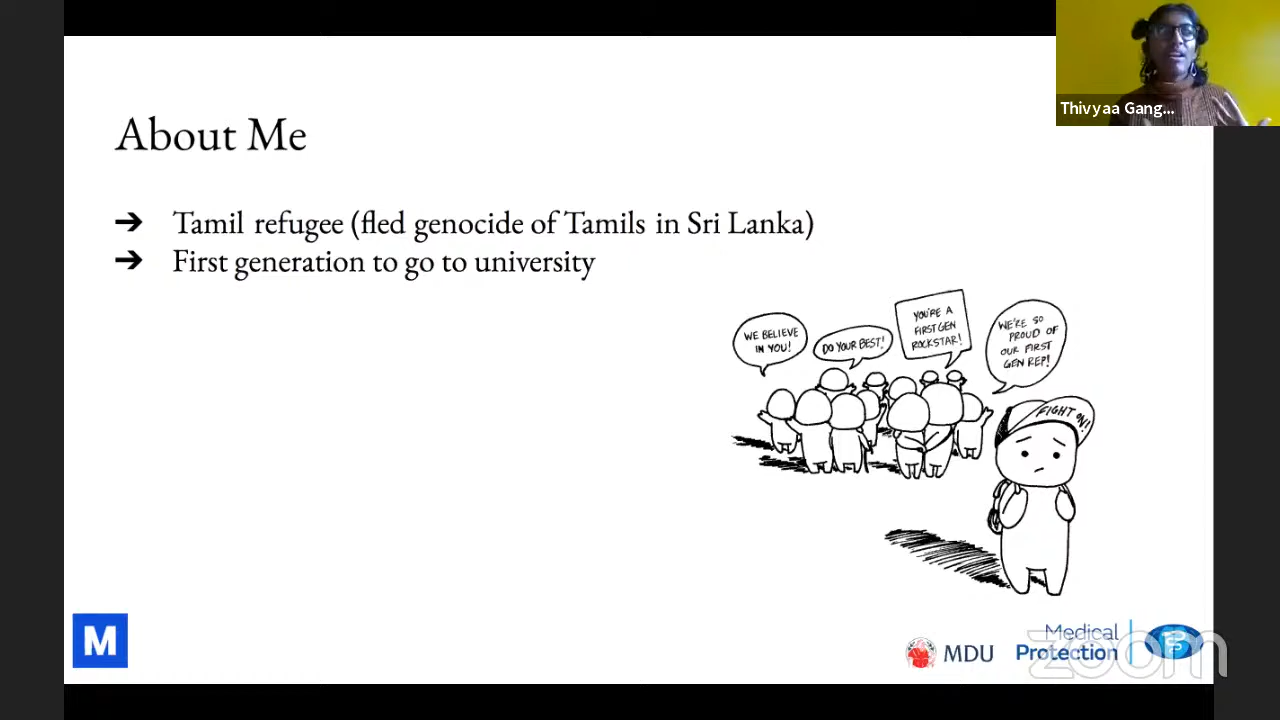 Thivyaa Gang...
About Me
➔ Tamil refugee (fled genocide of Tamils in Sri Lanka)
➔ First generation to go to university
WE BELIEVE
IN YOU!
DO YOUR BEST!
YOU'RE A
FIRST GEN
ROCKSTAR!
WE'RE SO
PROUD OF
OUR FIRST
GEN REP!
FIGHT ON!
M
MDU
Medical
Protection
zoom